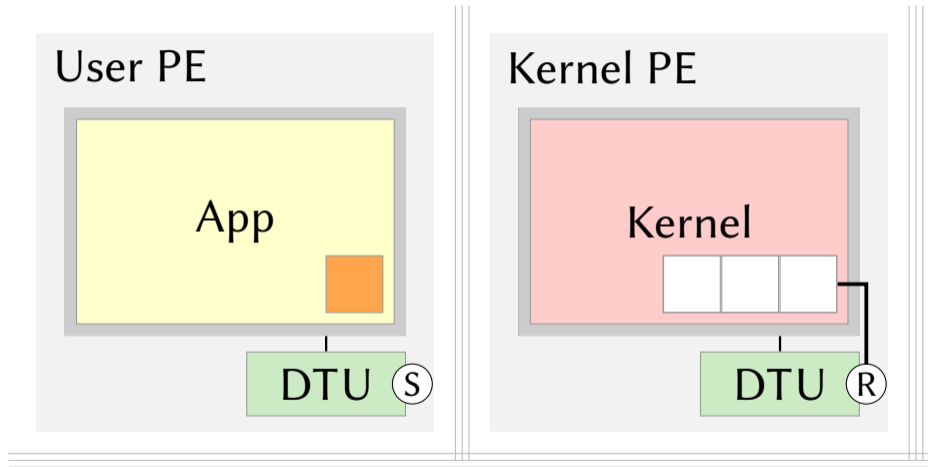 User PE
Kernel PE
App
Kernel
DTU
S
DTU
R